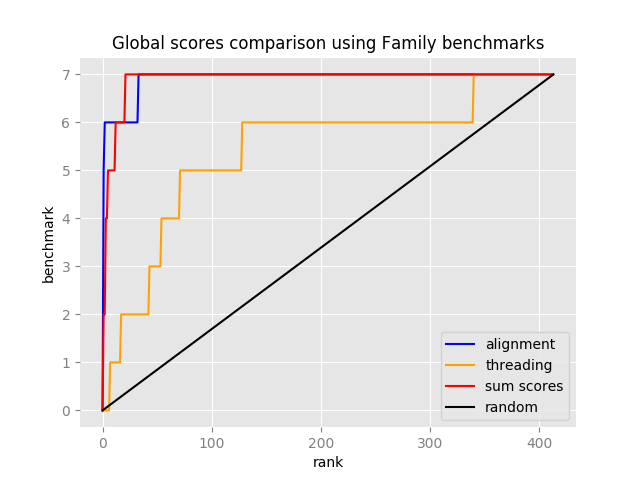 Global scores comparison using Family benchmarks
7
6
5
4
3
2
1
0
benchmark
alignment
threading
sum scores
random
0 100 200 300 400
rank